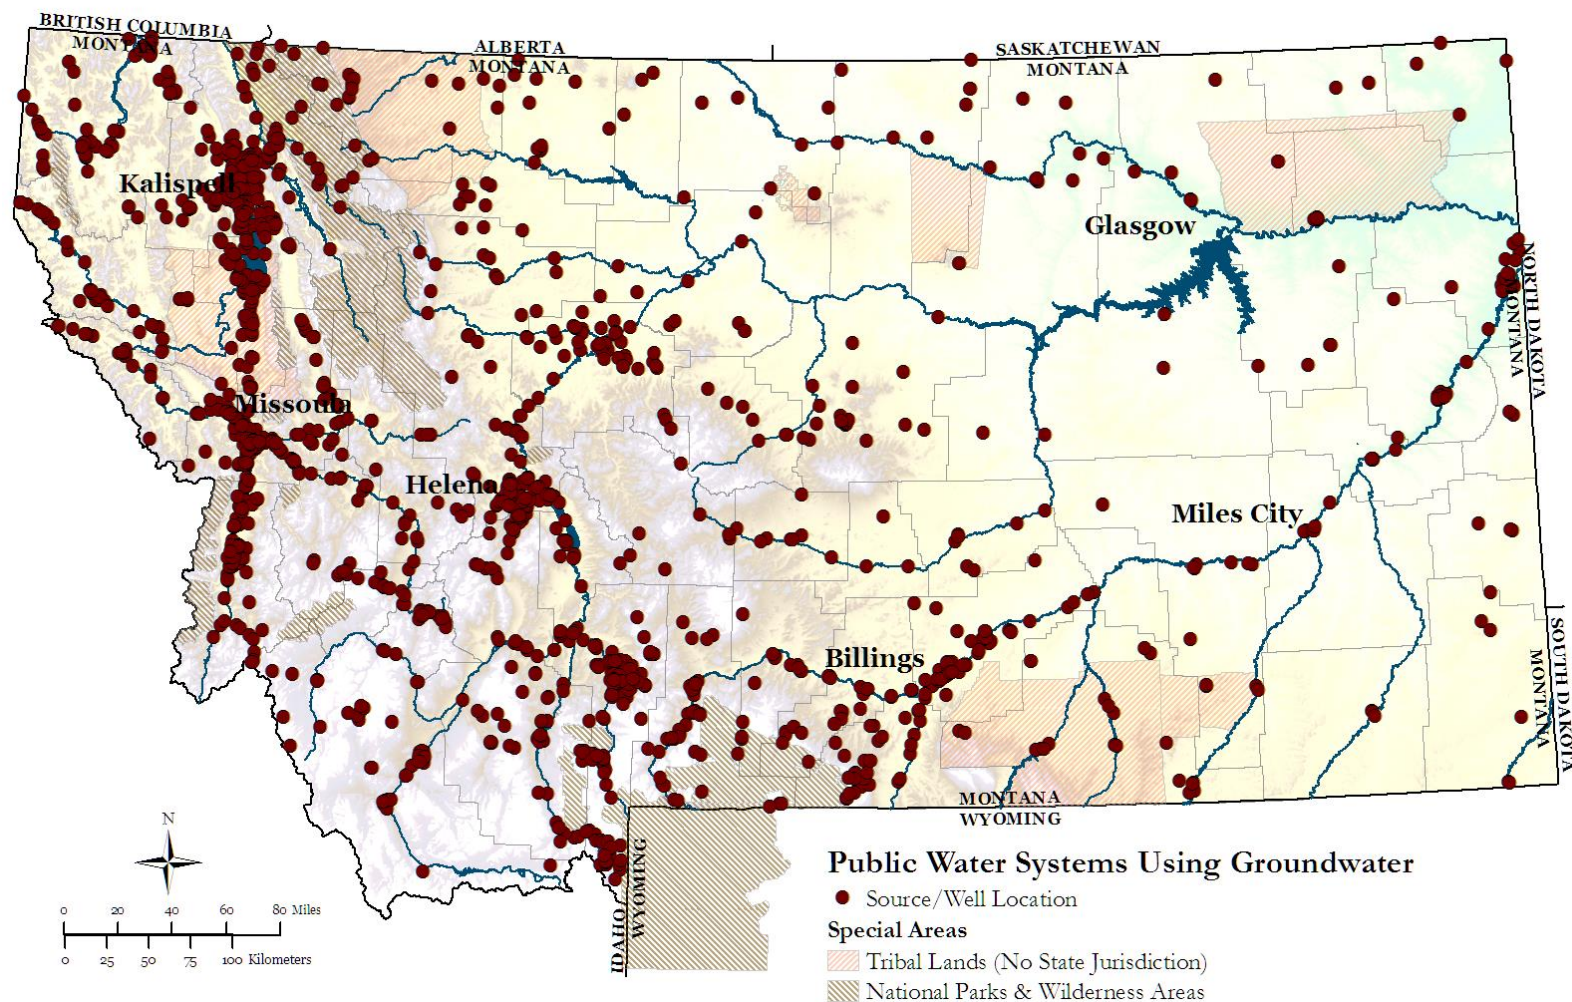 BRITISH COLUMBIA
MONTANA
ALBERTA
MONTANA
SASKATCHEWAN
MONTANA
Kalispell
Glasgow
NORTH DAKOTA
MONTANA
Missoula
Helena
Miles City
Billings
SOUTH DAKOTA
MONTANA
MONTANA
WYOMING
IDAHO
WYOMING
N
0 20 40 60 80 Miles
0 25 50 75 100 Kilometers
Public Water Systems Using Groundwater
Source/Well Location
Special Areas
Tribal Lands (No State Jurisdiction)
National Parks & Wilderness Areas